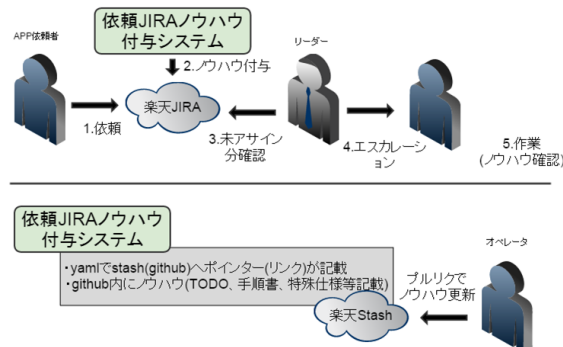 依頼JIRAノウハウ
付与システム
APP依頼者
リーダー
2.ノウハウ付与
楽天JIRA
1.依頼
3.未アサイン
分確認
4.エスカレーシ
ョン
5.作業
(ノウハウ確認)
依頼JIRAノウハウ
付与システム
オペレータ
・yamlでstash(github)へポインター(リンク)が記載
・github内にノウハウ(TODO、手順書、特殊仕様等記載)
プルリクで
ノウハウ更新
楽天Stash